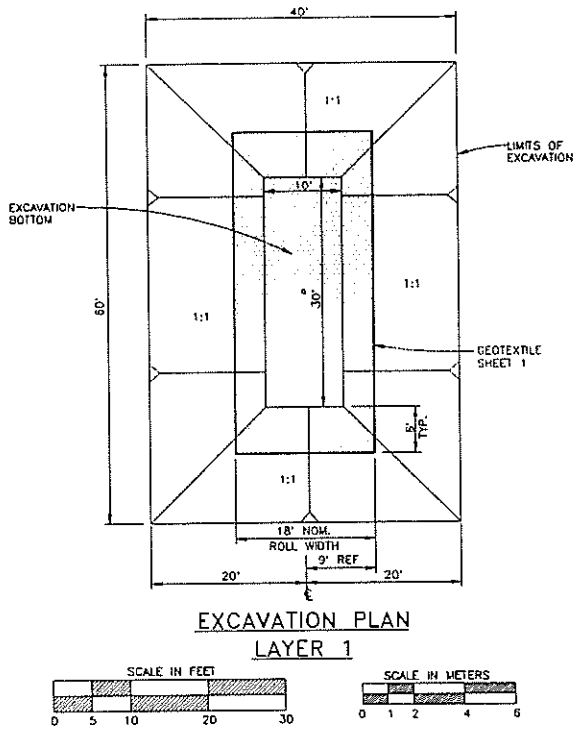 40'
1:1
LIMITS OF
EXCAVATION
10'
EXCAVATION
BOTTOM
60'
30'
1:1
1:1
GEOTEXTILE
SHEET 1
TYP.
1:1
18' NOM.
ROLL WIDTH
9' REF
20'
20'
℄
EXCAVATION PLAN
LAYER 1
SCALE IN FEET
0 5 10 20 30
SCALE IN METERS
0 1 2 4 6